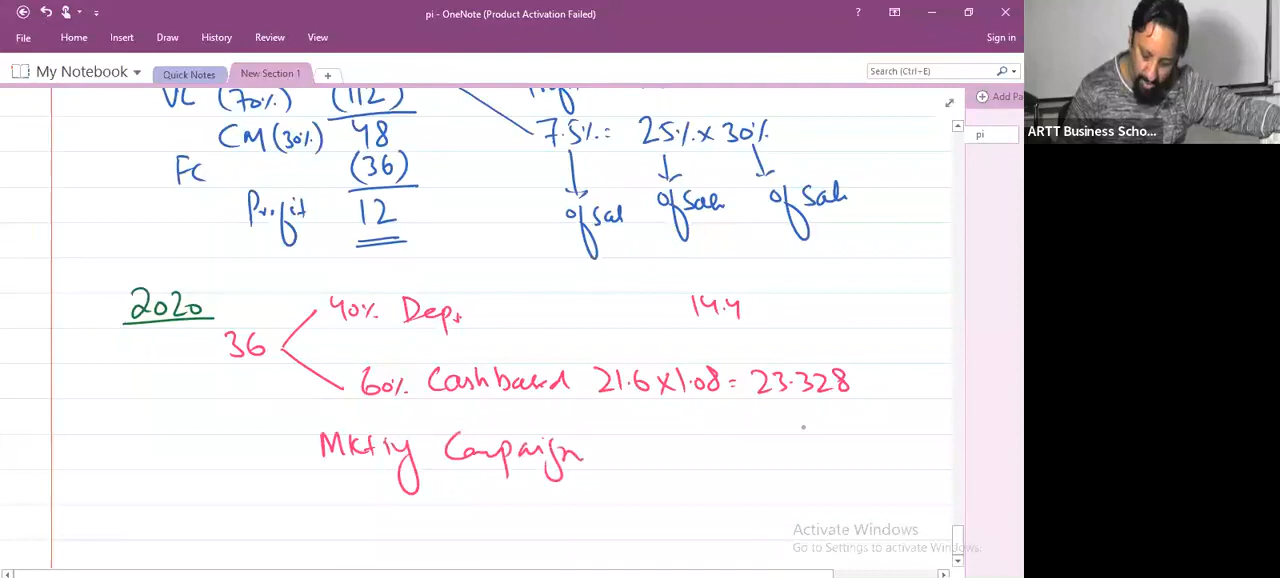 pi - OneNote (Product Activation Failed)
?
File Home Insert Draw History Review View
Sign in
My Notebook Quick Notes New Section 1 +
Search (Ctrl+E)
Add Pa
pi
ARTT Business Scho...
VC (70%) (112)
CM (30%) 48
7.5% = 25% x 30%
FC (36)
of Sal of Sale of Sale
Profit 12
2020
40% Dep. 14.4
36
60% Cash based 21.6 x 1.08 = 23.328
Mkting Campaign
Activate Windows
Go to Settings to activate Windows.